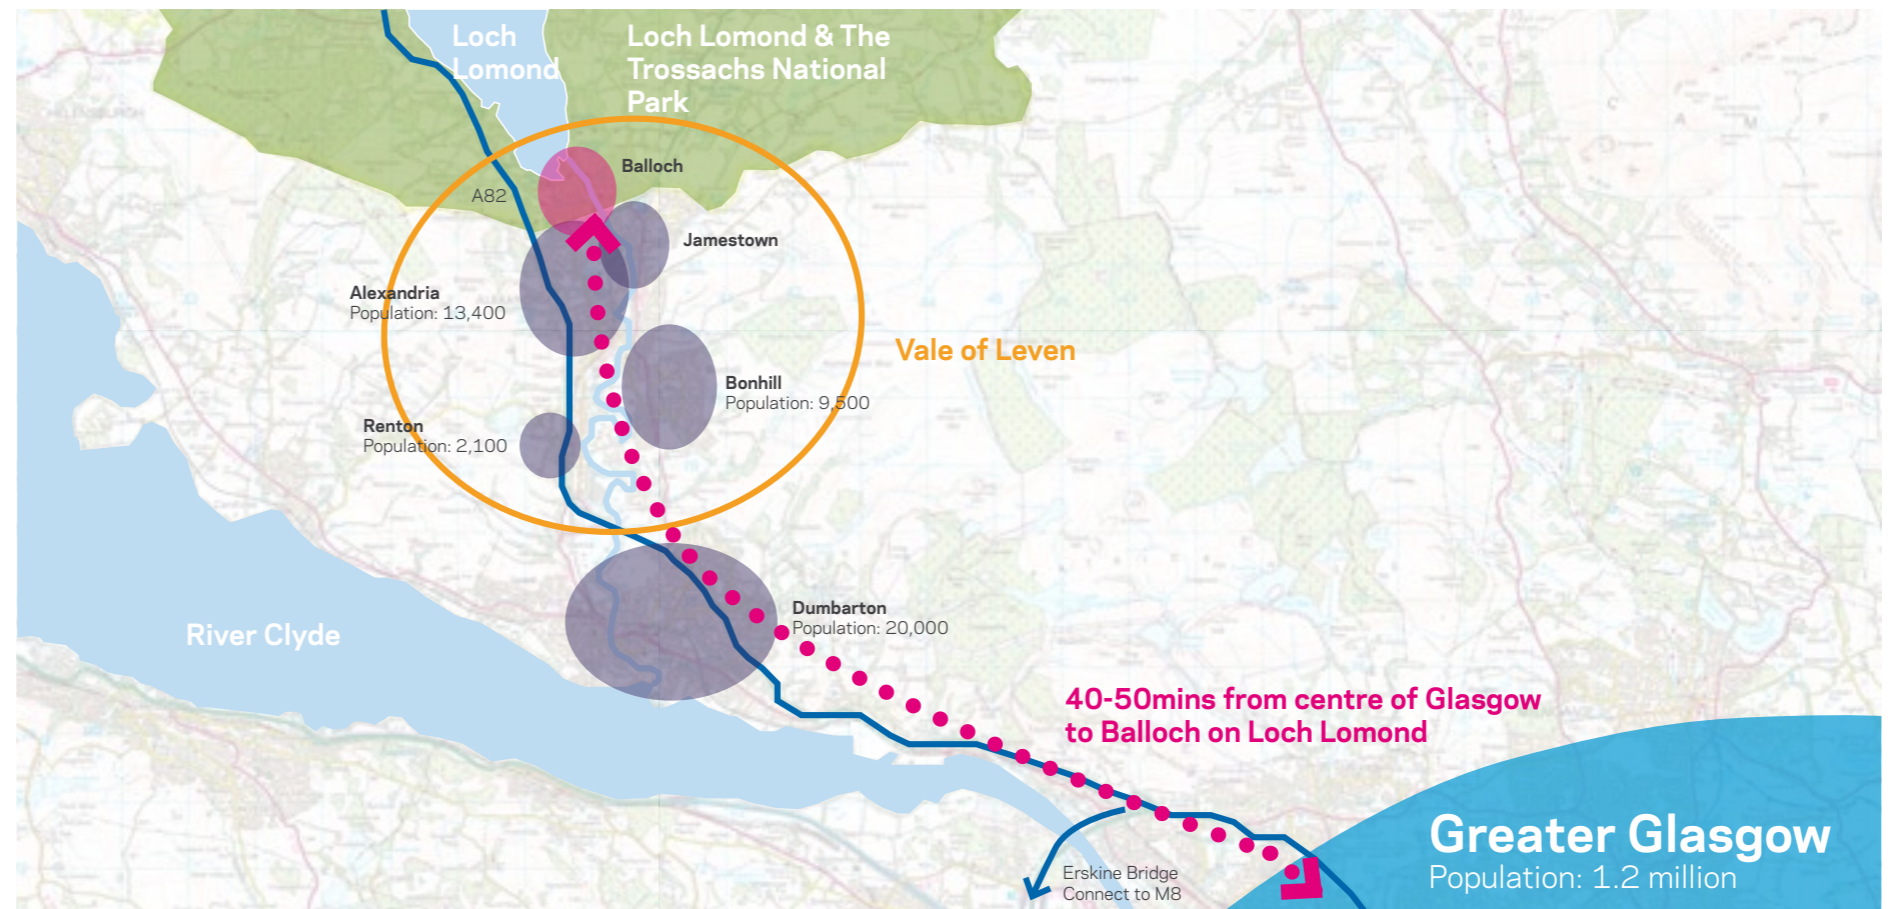 Loch
Lomond
Loch Lomond & The
Trossachs National
Park
Balloch
A82
Jamestown
Alexandria
Population: 13,400
Vale of Leven
Bonhill
Population: 9,500
Renton
Population: 2,100
Dumbarton
Population: 20,000
River Clyde
40-50mins from centre of Glasgow
to Balloch on Loch Lomond
Greater Glasgow
Population: 1.2 million
Erskine Bridge
Connect to M8